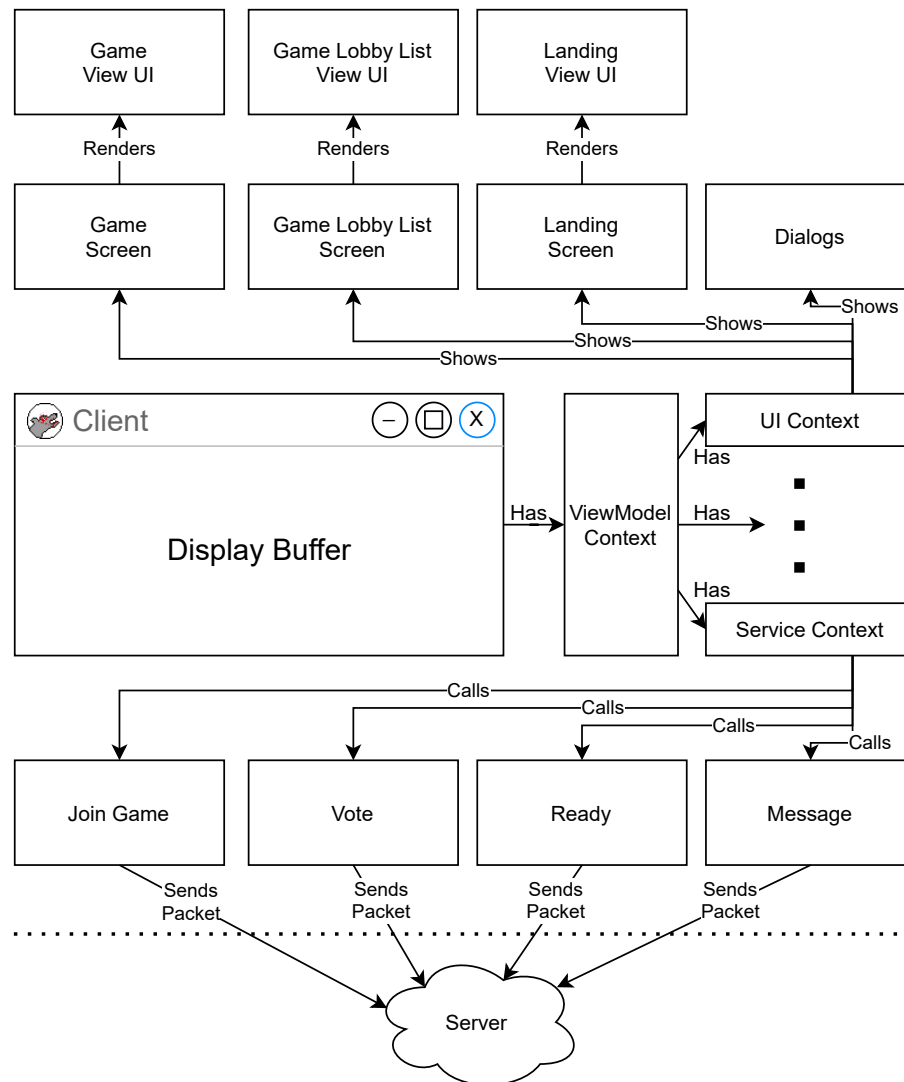 Game
View UI
Game Lobby List
View UI
Landing
View UI
Renders
Renders
Renders
Game
Screen
Game Lobby List
Screen
Landing
Screen
Dialogs
Shows
Shows
Shows
Shows
Client
X
UI Context
Display Buffer
Has
ViewModel
Context
Has
Has
Has
Service Context
Calls
Calls
Calls
Calls
Join Game
Vote
Ready
Message
Sends
Packet
Sends
Packet
Sends
Packet
Sends
Packet
Server